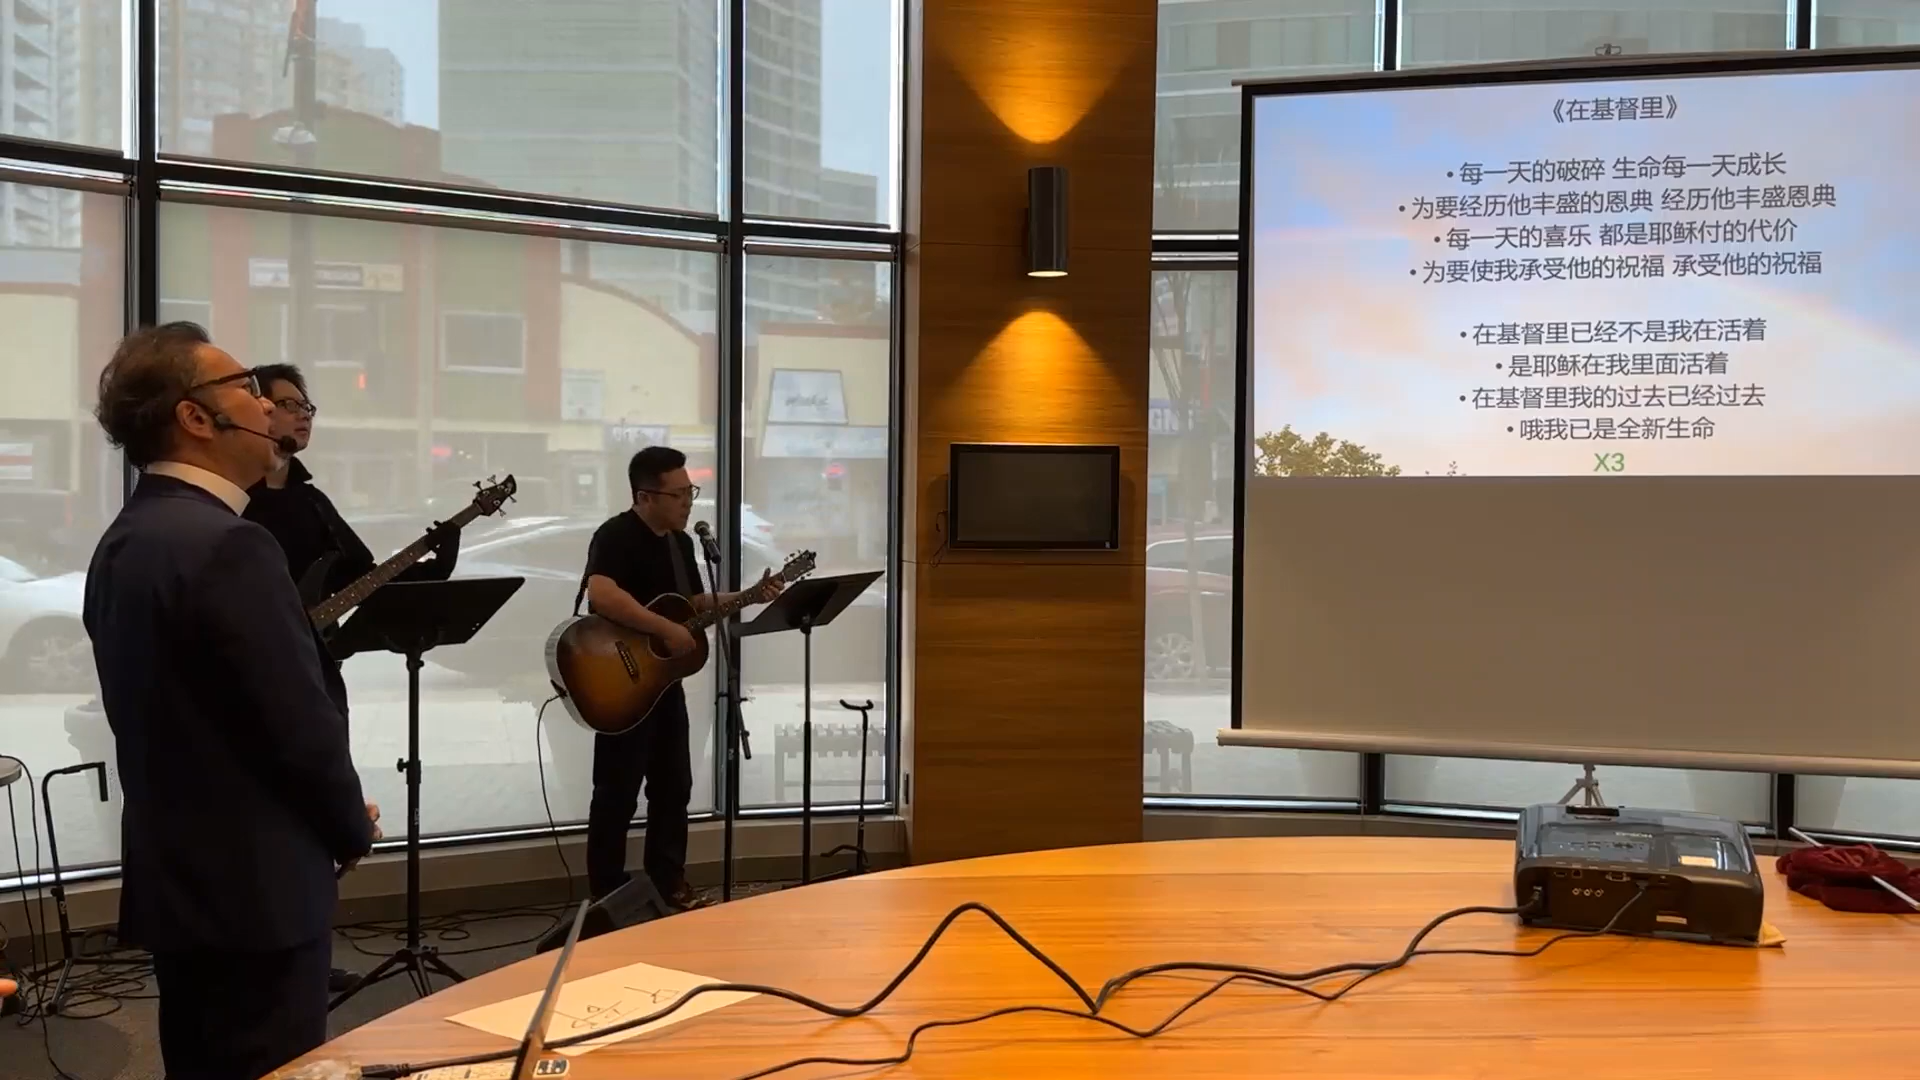 《在基督里》
• 每一天的破碎 生命每一天成长
• 为要经历他丰盛的恩典 经历他丰盛恩典
• 每一天的喜乐 都是耶稣付的代价
• 为要使我承受他的祝福 承受他的祝福
• 在基督里已经不是我在活着
• 是耶稣在我里面活着
• 在基督里我的过去已经过去
• 哦我已是全新生命
X3
EPSON